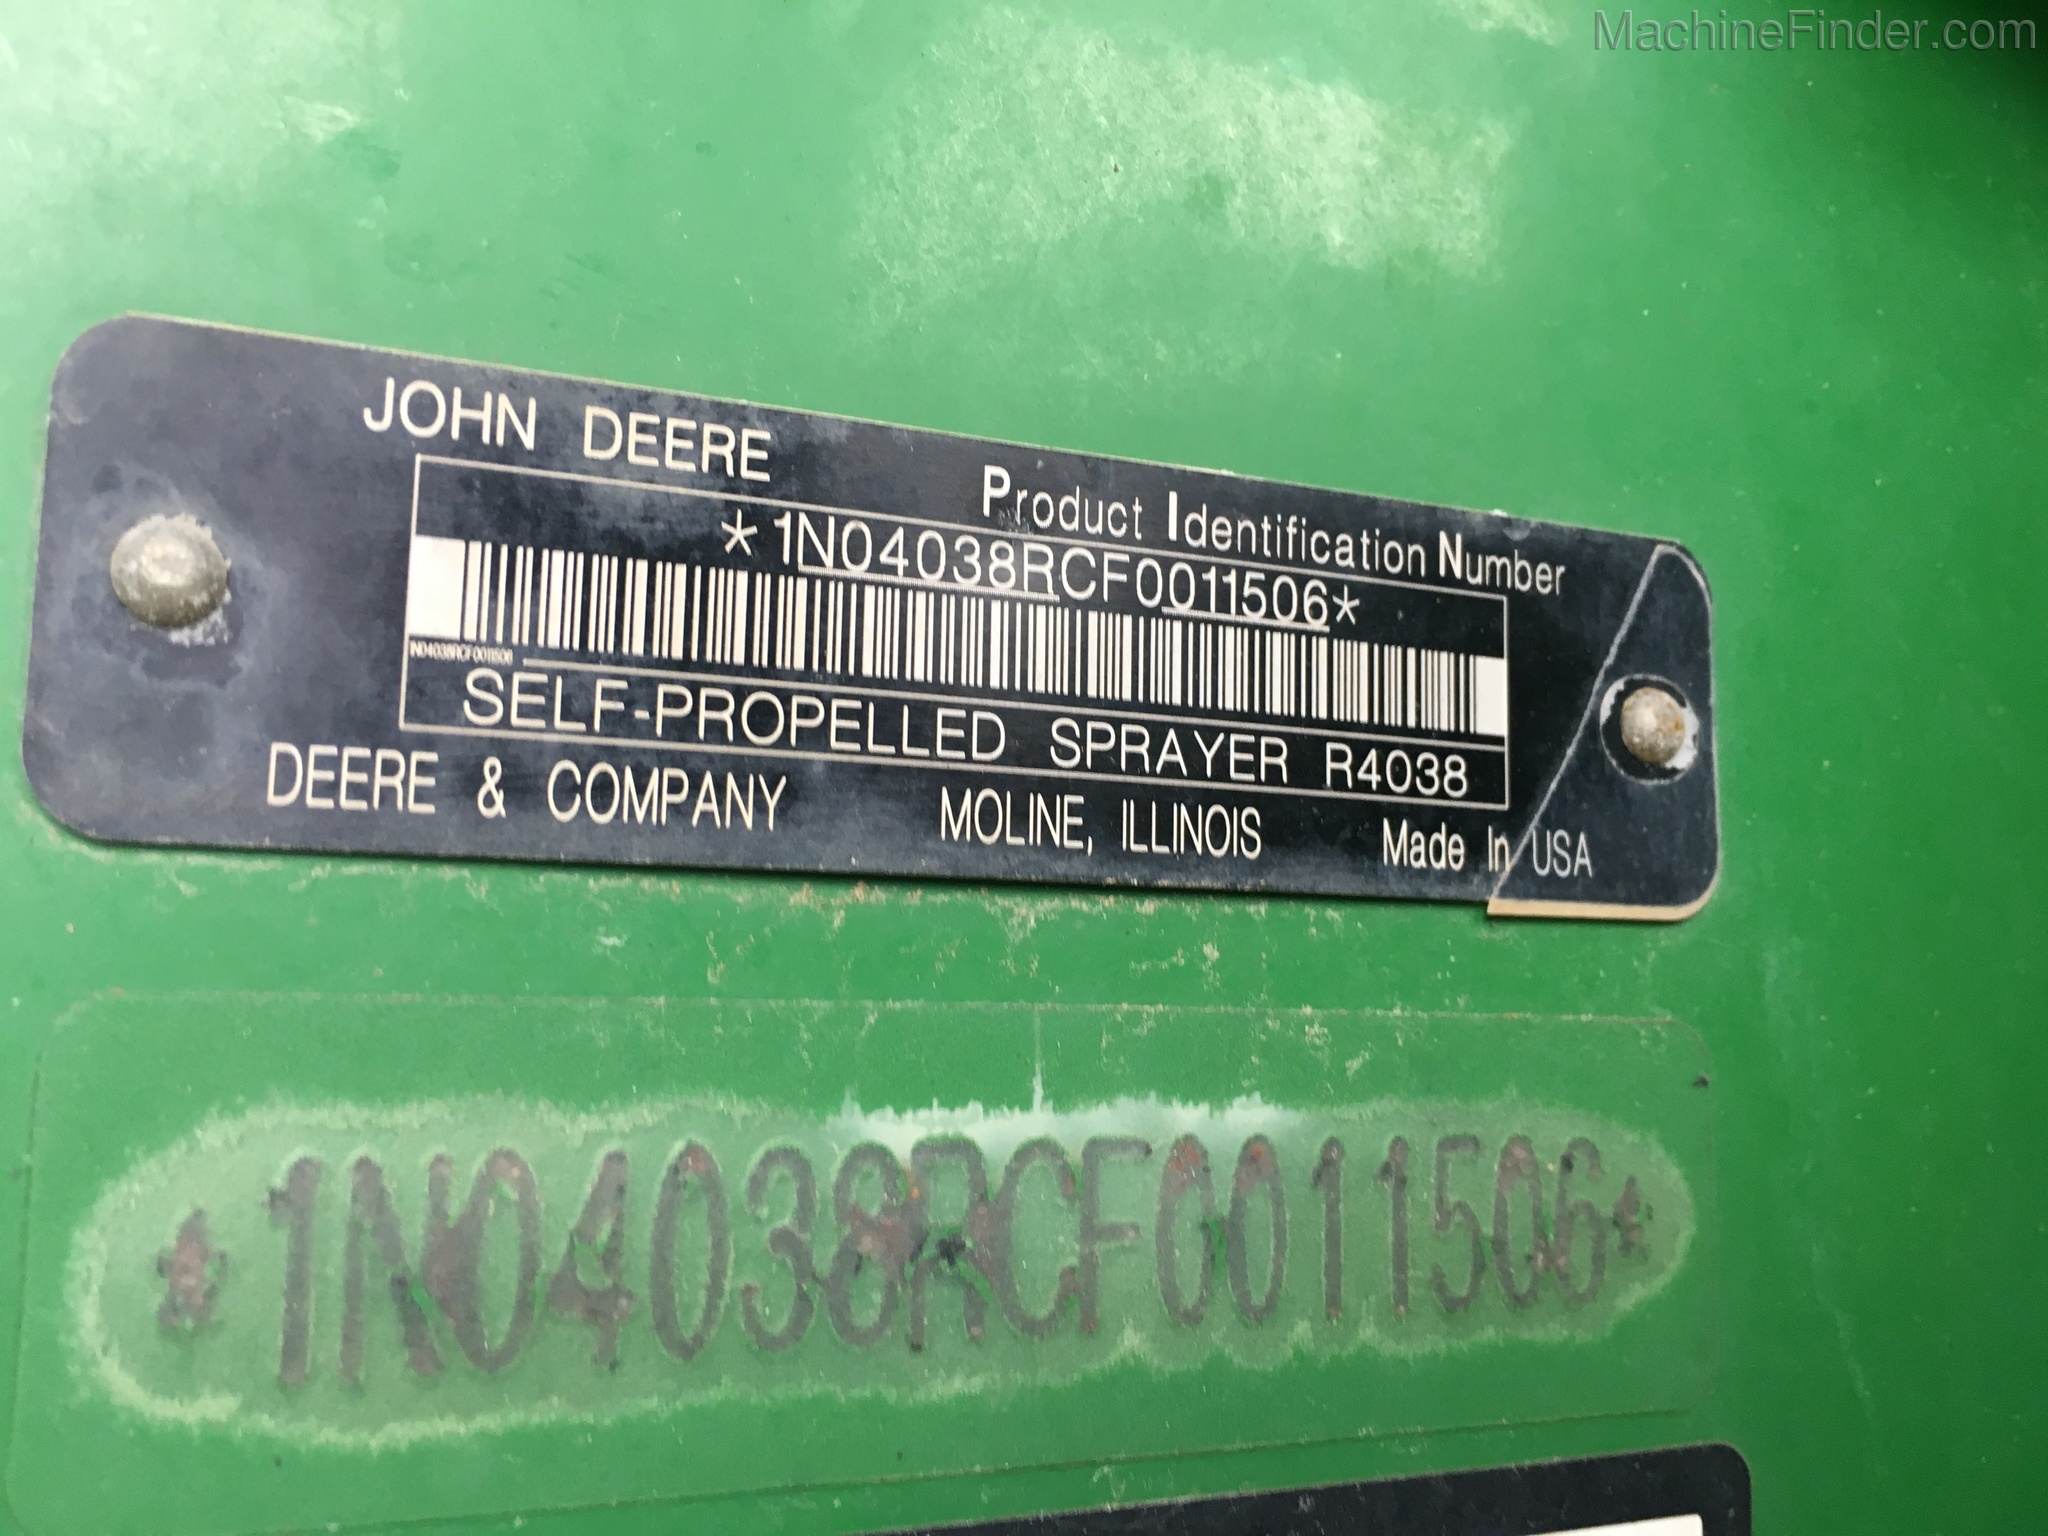 MachineFinder.com
JOHN DEERE
Product Identification Number
*1N04038RCF0011506*
1N04038RCF0011506
SELF-PROPELLED SPRAYER R4038
DEERE & COMPANY MOLINE, ILLINOIS Made In USA
*1N04038RCF0011506*